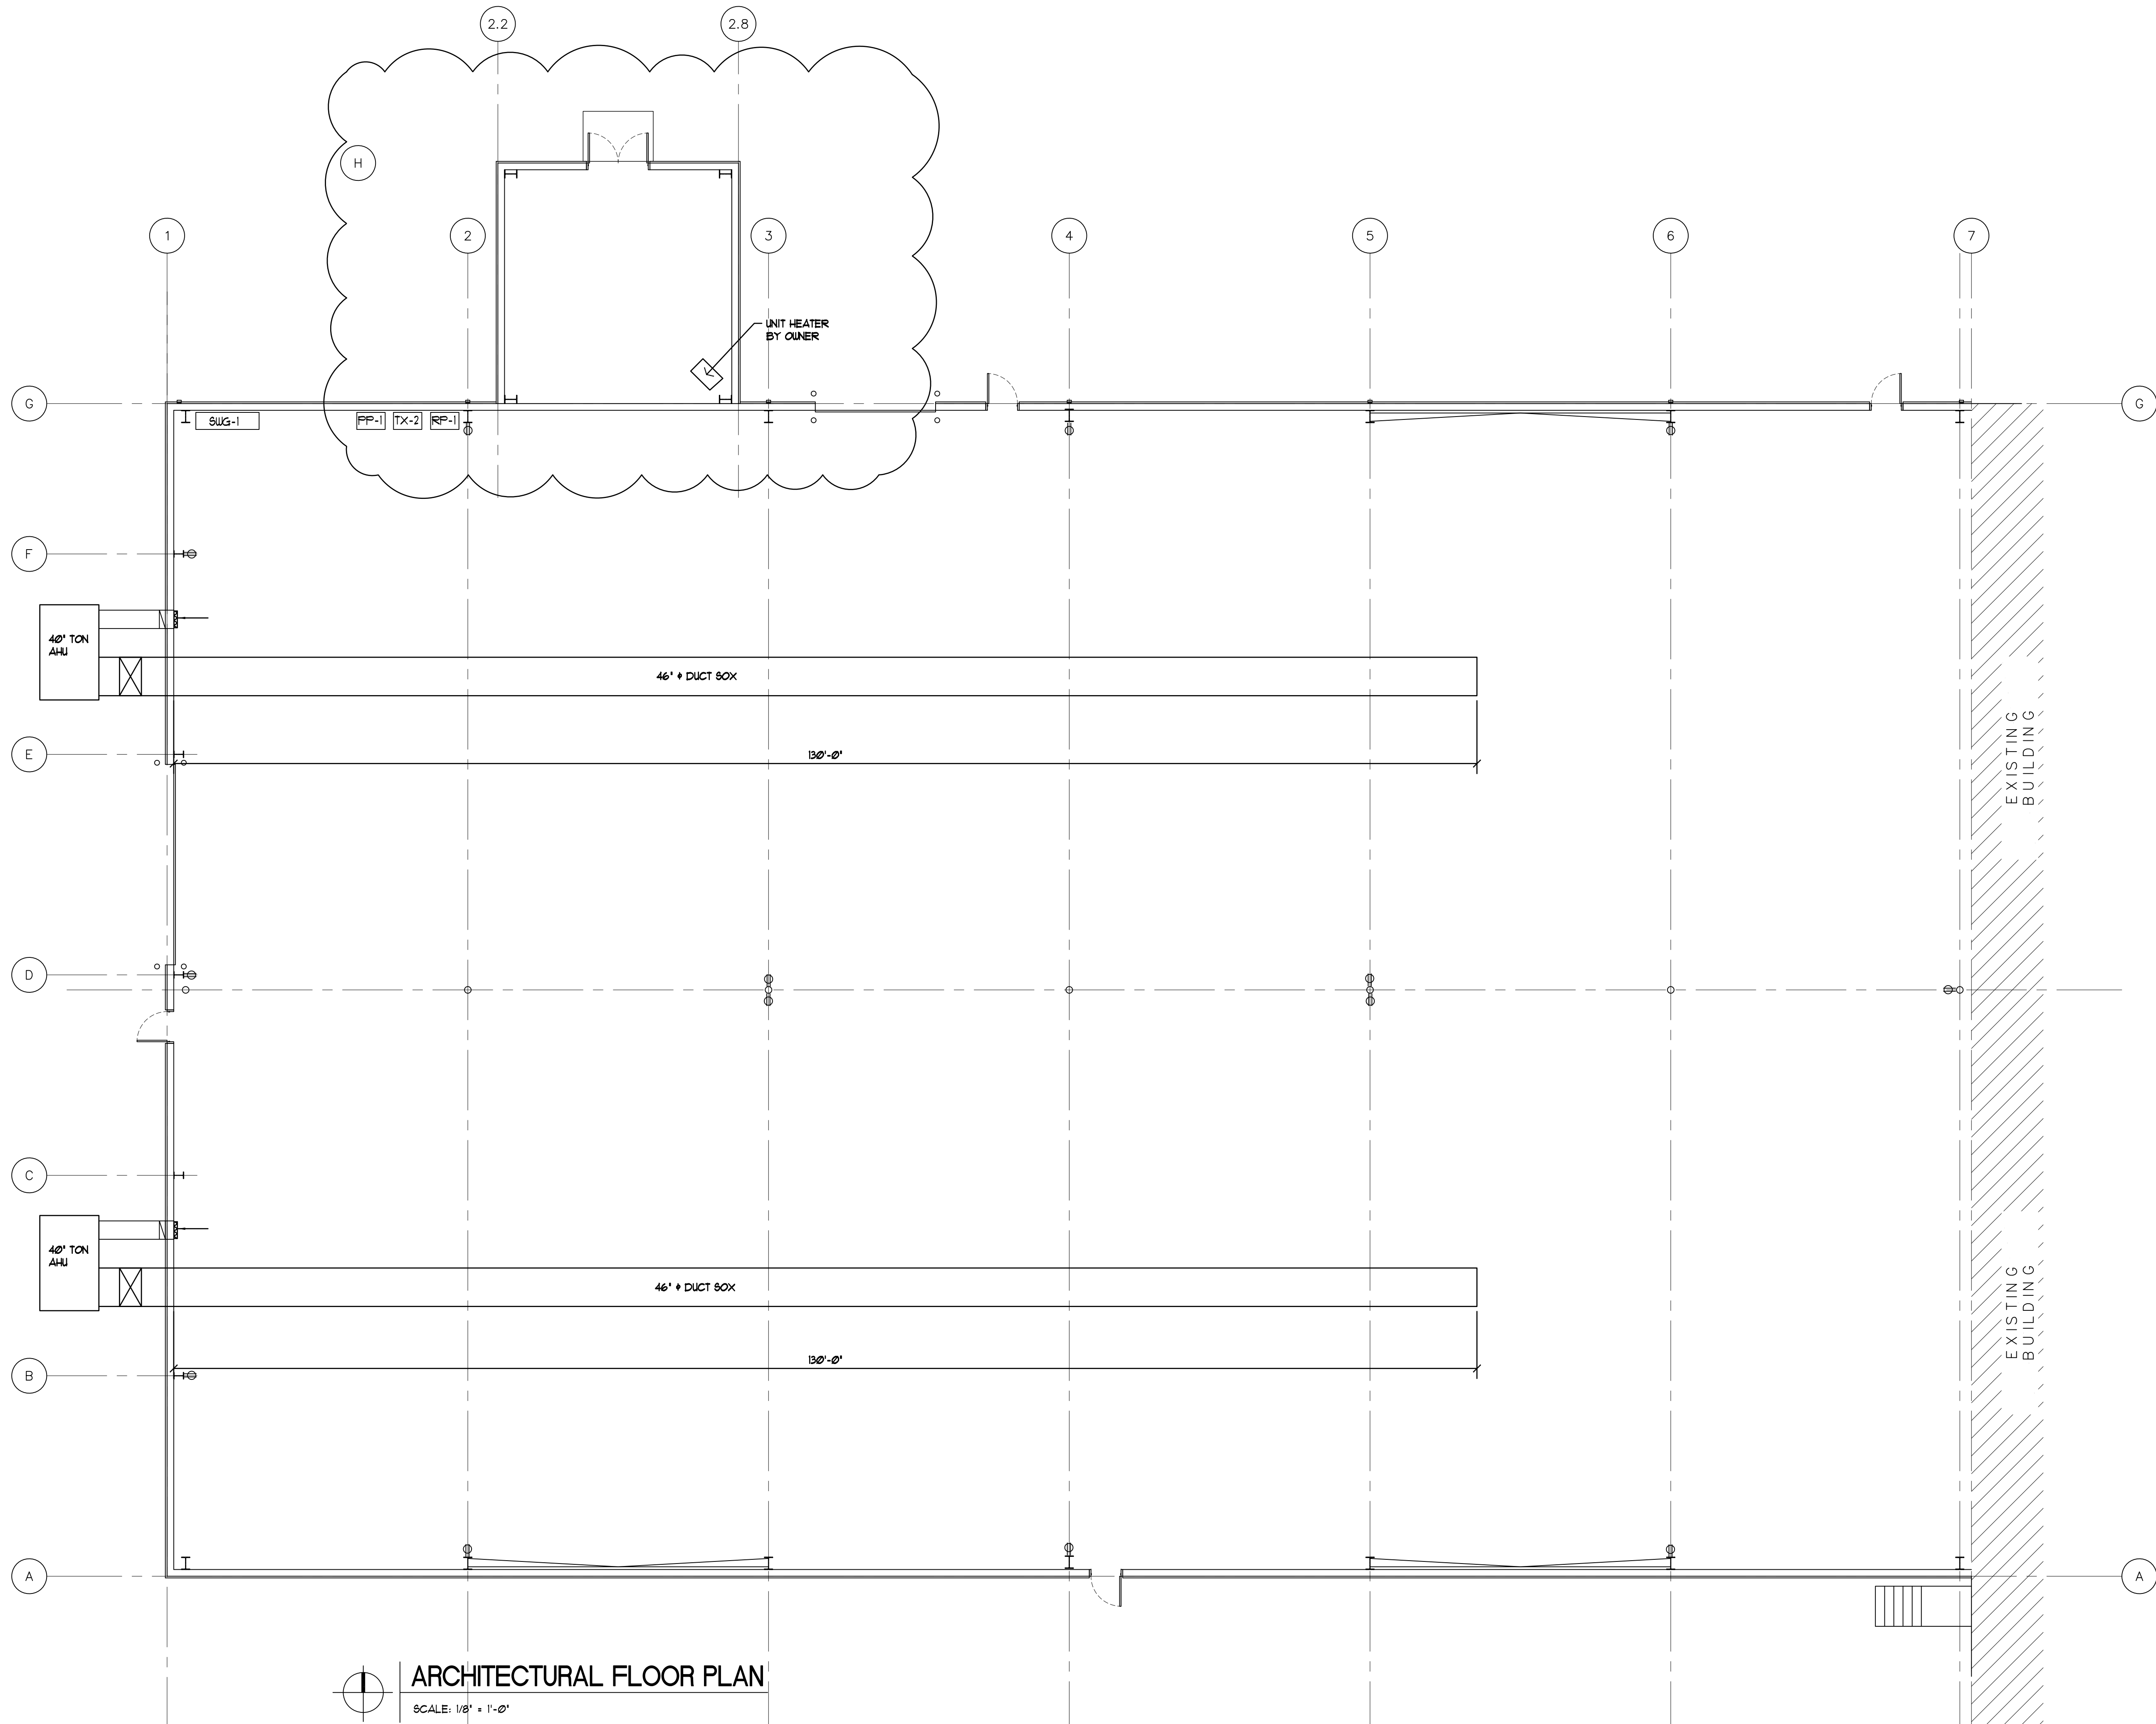 2.2
2.8
H
1
2
3
4
5
6
7
UNIT HEATER
BY OWNER
G
G
SWG-1
PP-1
TX-2
RP-1
F
40" TON
AHU
46" Φ DUCT SOX
E
130'-0"
EXISTING
BUILDING
D
C
40" TON
AHU
46" Φ DUCT SOX
EXISTING
BUILDING
130'-0"
B
A
A
ARCHITECTURAL FLOOR PLAN
SCALE: 1/8" = 1'-0"